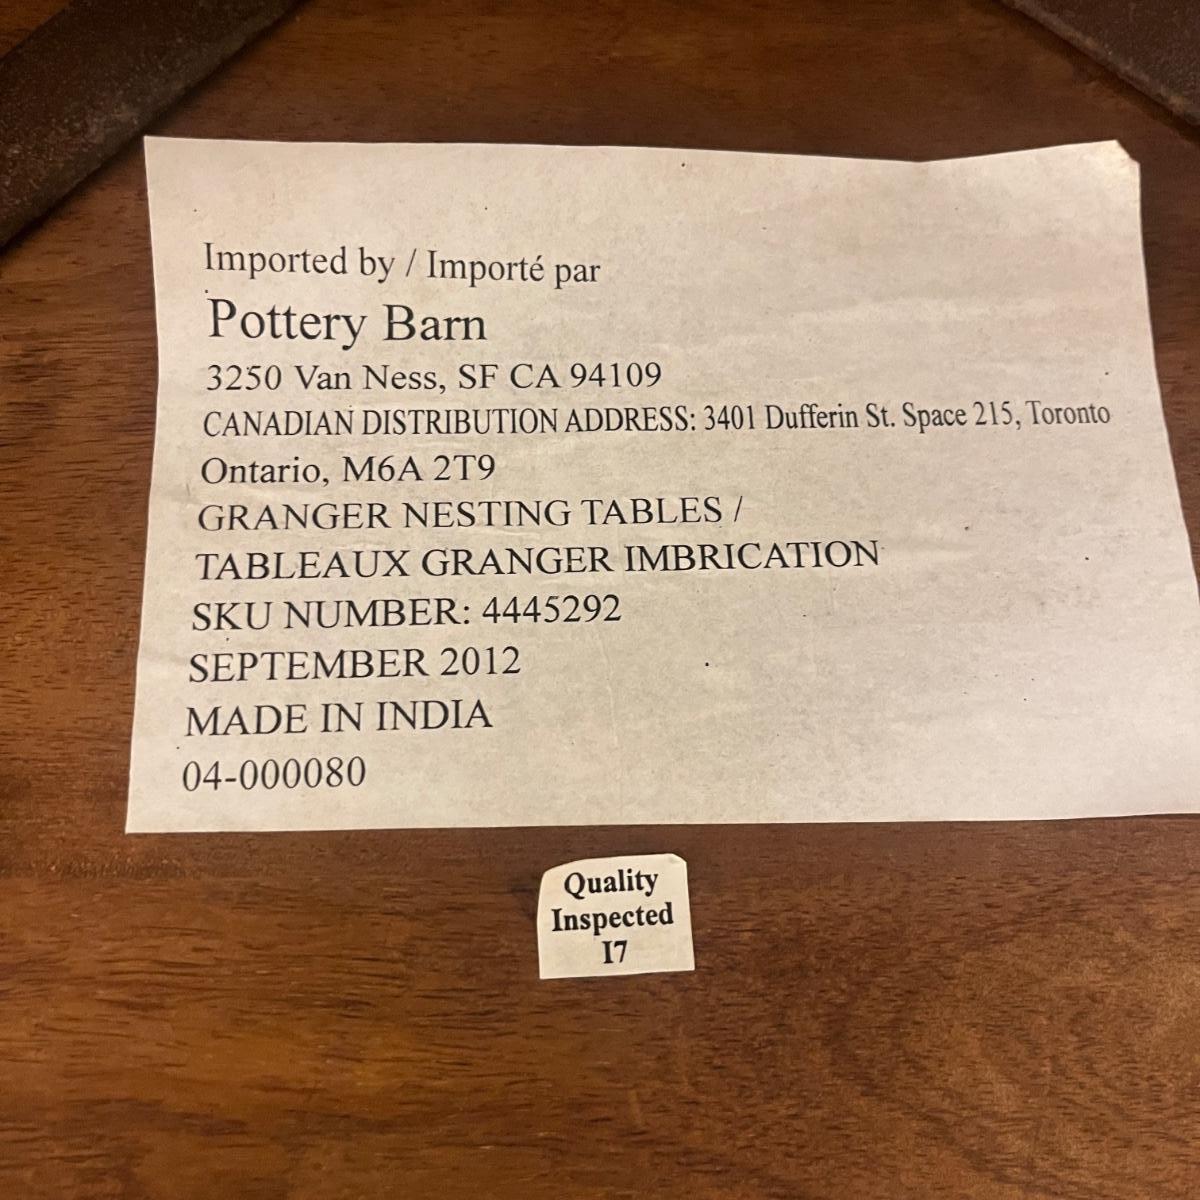 Imported by / Importé par
Pottery Barn
3250 Van Ness, SF CA 94109
CANADIAN DISTRIBUTION ADDRESS: 3401 Dufferin St. Space 215, Toronto
Ontario, M6A 2T9
GRANGER NESTING TABLES /
TABLEAUX GRANGER IMBRICATION
SKU NUMBER: 4445292
SEPTEMBER 2012
MADE IN INDIA
04-000080
Quality
Inspected
I7